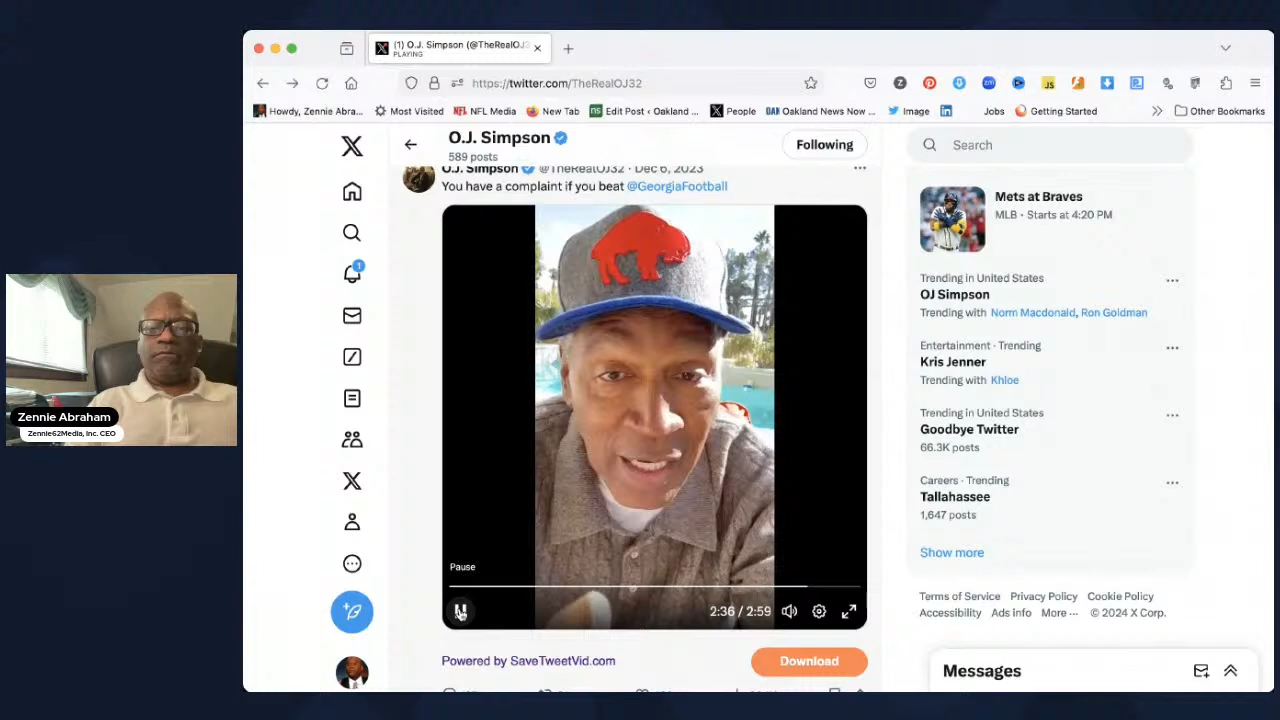 (1) O.J. Simpson (@TheRealOJ3
PLAYING
https://twitter.com/TheRealOJ32
Howdy, Zennie Abra...
Most Visited
NFL NFL Media
New Tab
ns Edit Post < Oakland ...
X People
Oakland News Now ...
Image
Jobs
Getting Started
Other Bookmarks
O.J. Simpson
589 posts
Following
O.J. Simpson @TheRealOJ32 · Dec 6, 2023
You have a complaint if you beat @GeorgiaFootball
Pause
2:36 / 2:59
Powered by SaveTweetVid.com
Download
1
Search
Mets at Braves
MLB · Starts at 4:20 PM
Trending in United States
OJ Simpson
Trending with Norm Macdonald, Ron Goldman
Entertainment · Trending
Kris Jenner
Trending with Khloe
Trending in United States
Goodbye Twitter
66.3K posts
Careers · Trending
Tallahassee
1,647 posts
Show more
Terms of Service Privacy Policy Cookie Policy
Accessibility Ads info More ... © 2024 X Corp.
Messages
Zennie Abraham
Zennie62Media, Inc. CEO